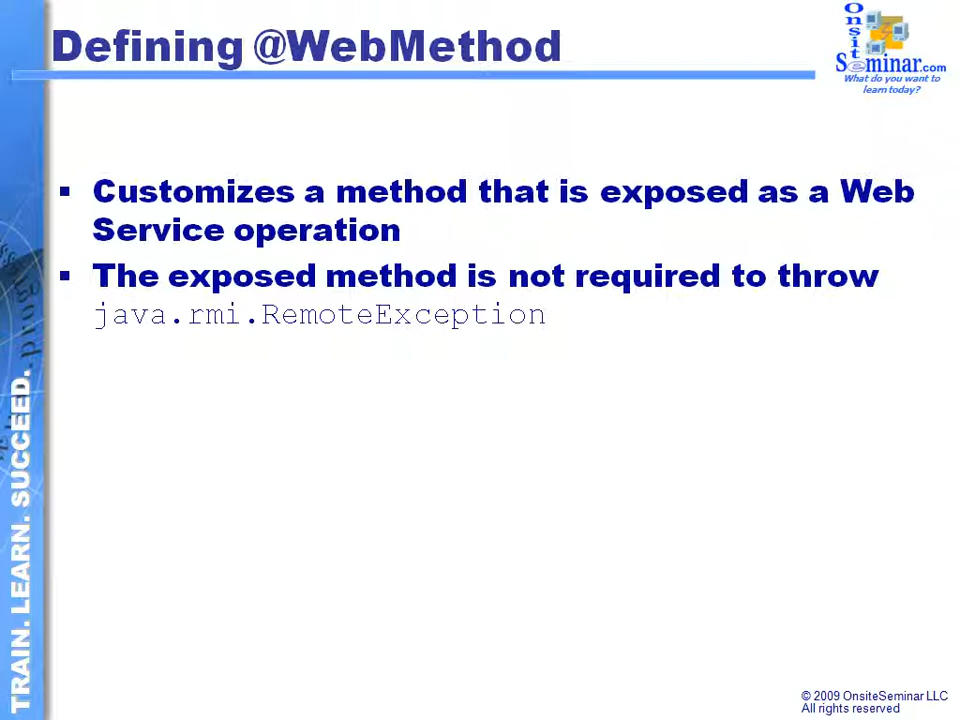 Defining @WebMethod
Onsite
Seminar.com
What do you want to
learn today?
▪ Customizes a method that is exposed as a Web
Service operation
▪ The exposed method is not required to throw
java.rmi.RemoteException
TRAIN. LEARN. SUCCEED.
© 2009 OnsiteSeminar LLC
All rights reserved